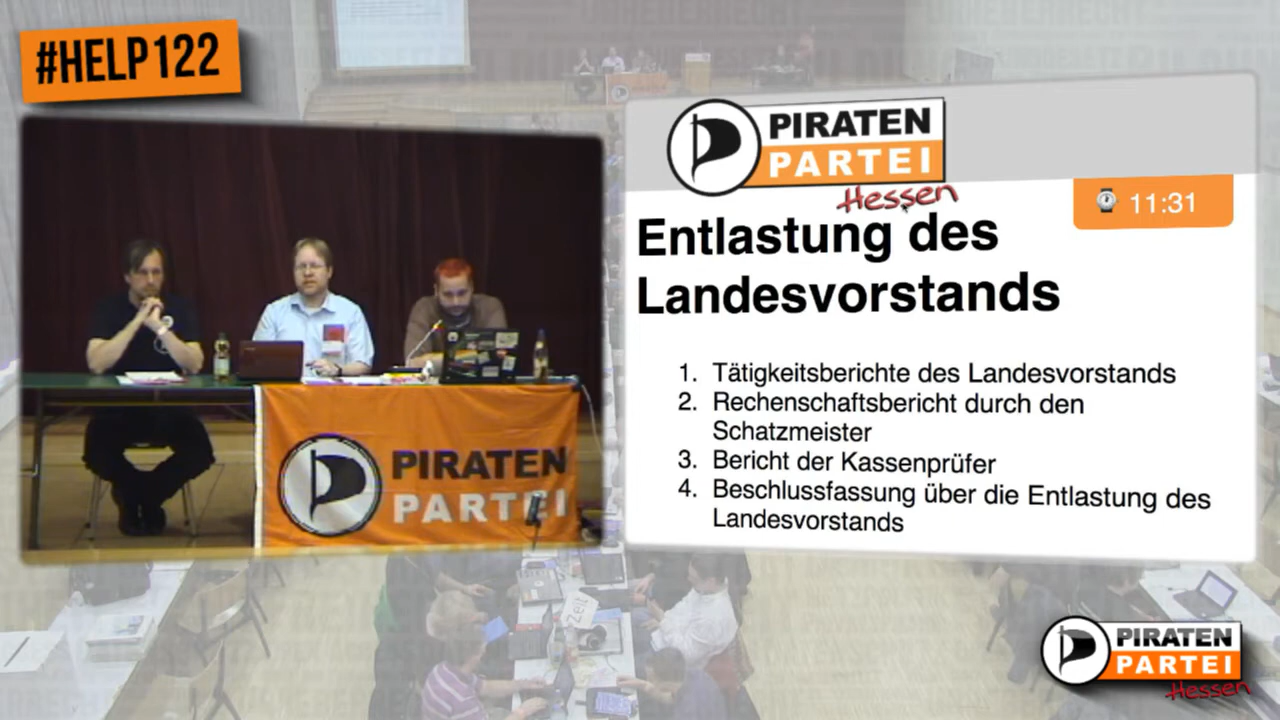 #HELP122
PIRATEN
PARTEI
Hessen
11:31
Entlastung des
Landesvorstands
1. Tätigkeitsberichte des Landesvorstands
2. Rechenschaftsbericht durch den
Schatzmeister
3. Bericht der Kassenprüfer
4. Beschlussfassung über die Entlastung des
Landesvorstands
PIRATEN
PARTEI
Zeit
PIRATEN
PARTEI
Hessen